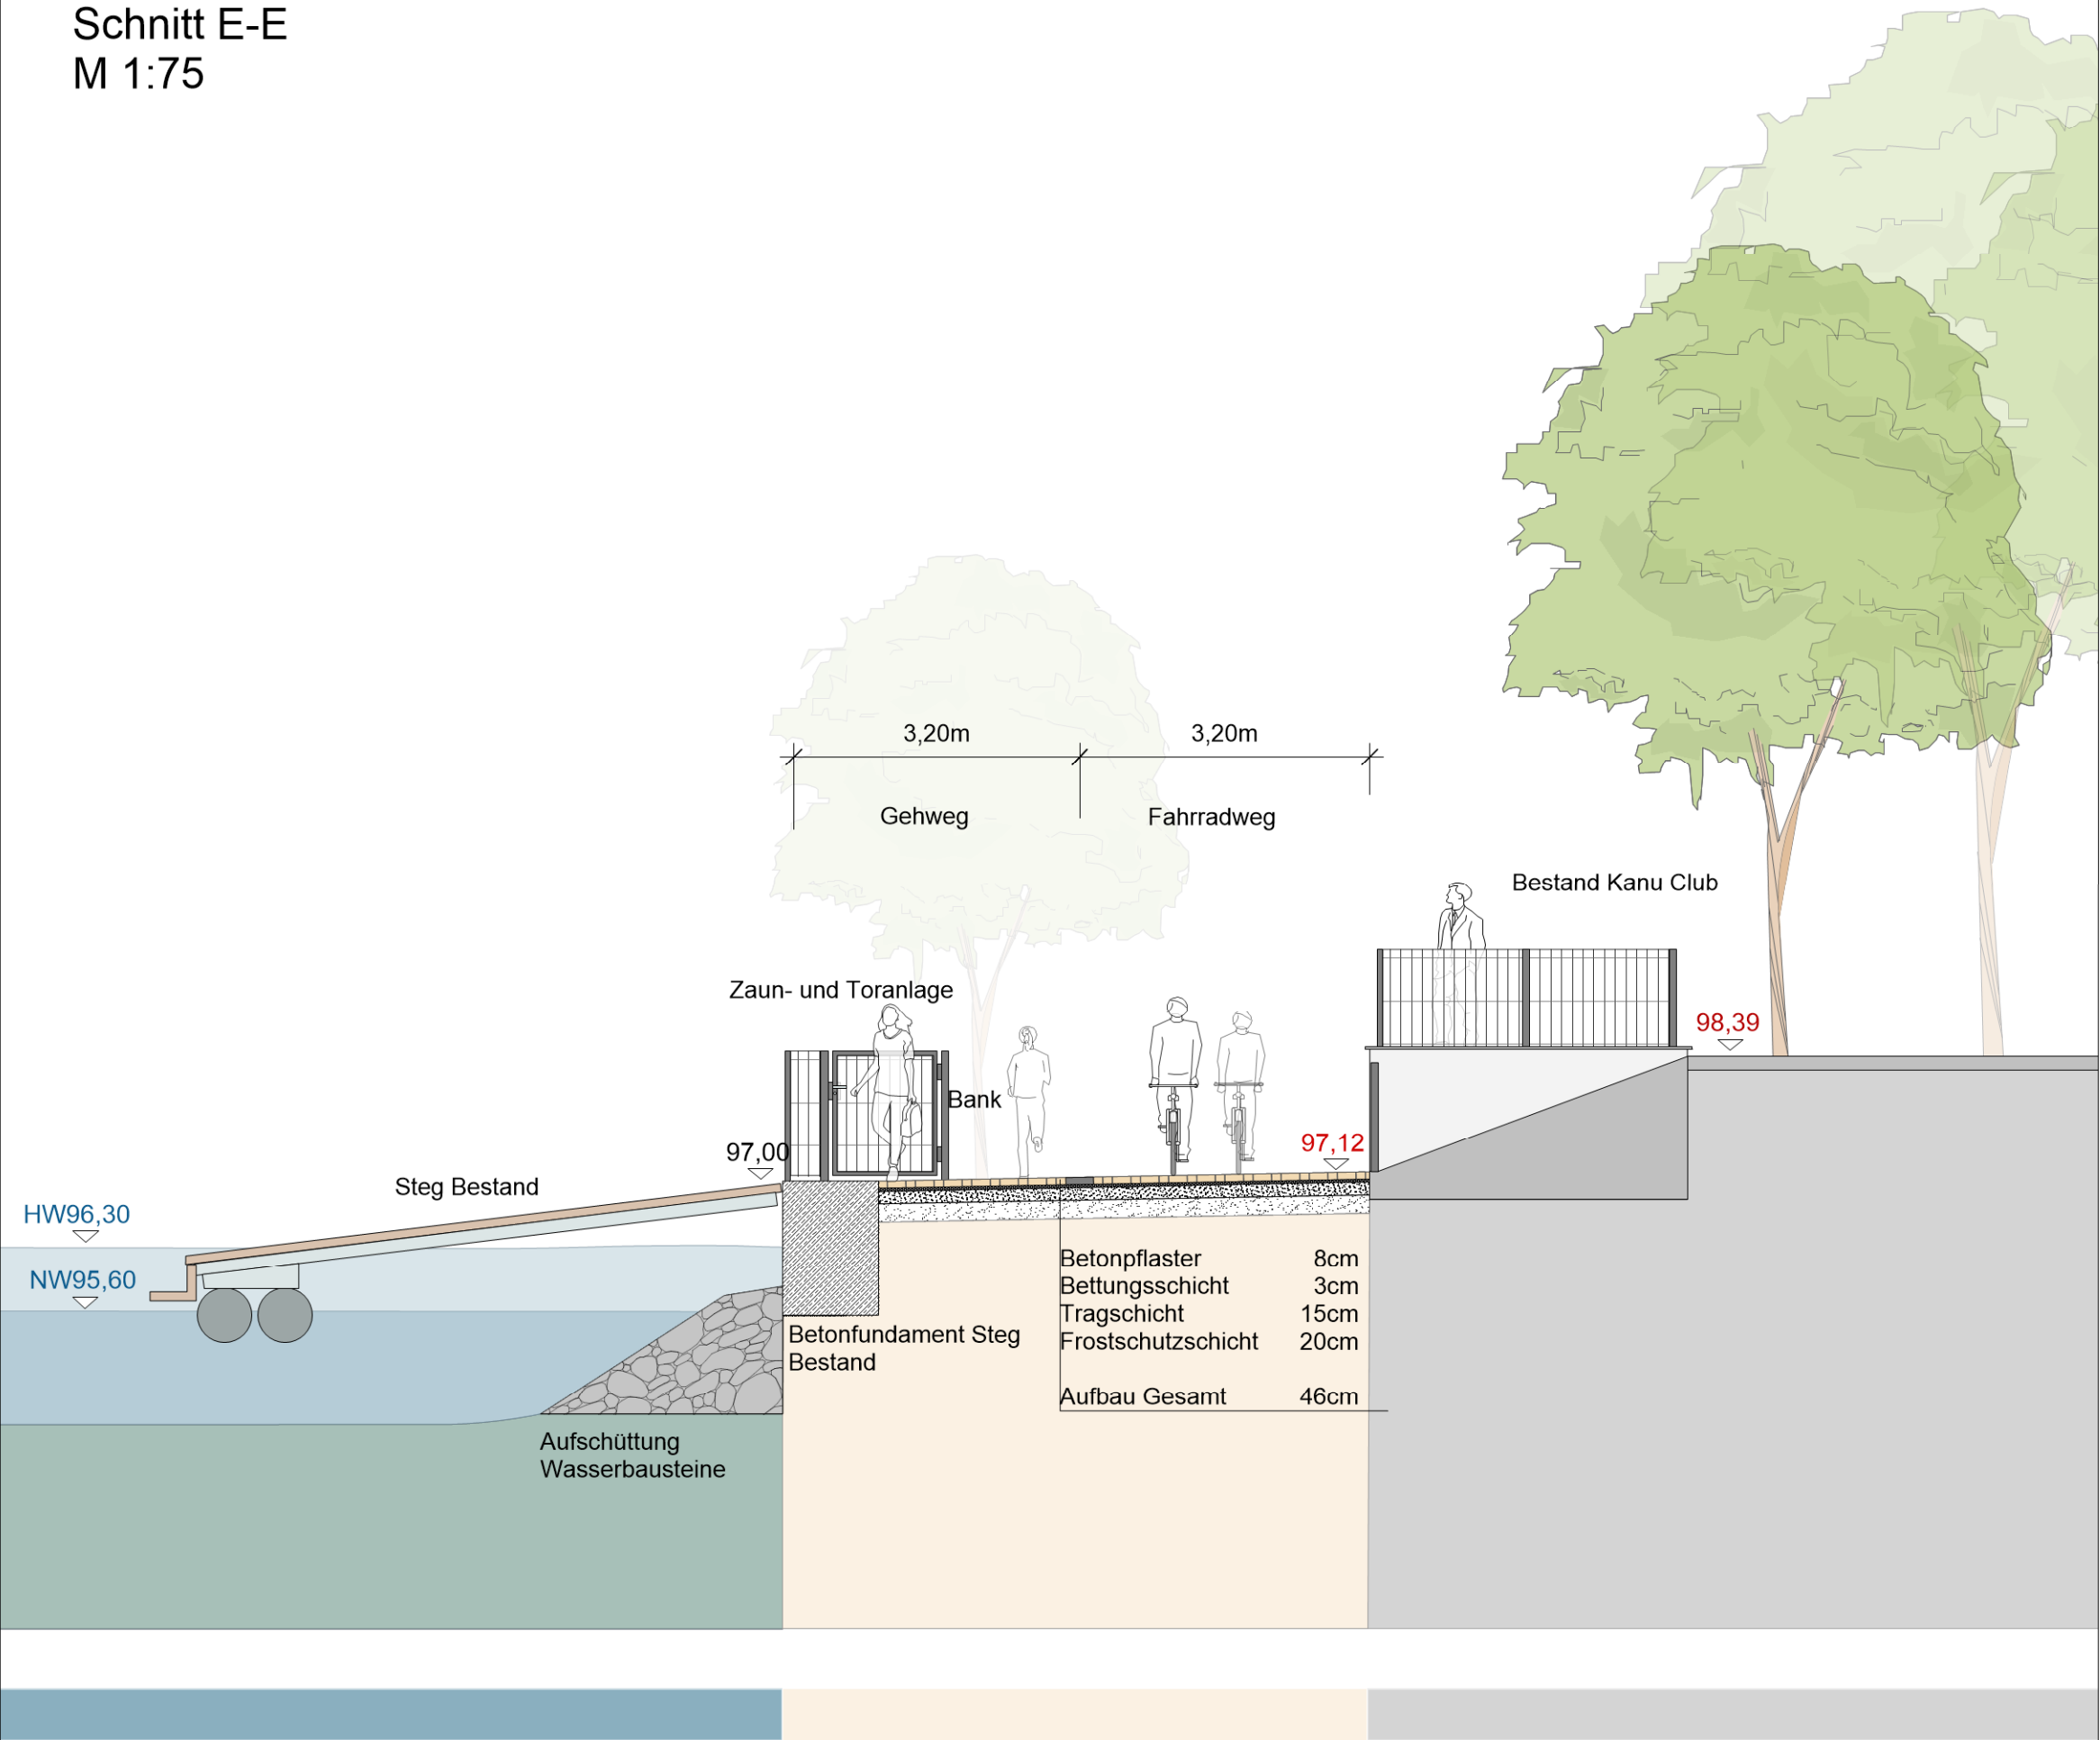 Schnitt E-E
M 1:75
3,20m 3,20m
Gehweg Fahrradweg
Bestand Kanu Club
Zaun- und Toranlage
98,39
Bank
97,00
97,12
Steg Bestand
HW96,30
NW95,60
Betonpflaster 8cm
Bettungsschicht 3cm
Tragschicht 15cm
Frostschutzschicht 20cm
Aufbau Gesamt 46cm
Betonfundament Steg
Bestand
Aufschüttung
Wasserbausteine